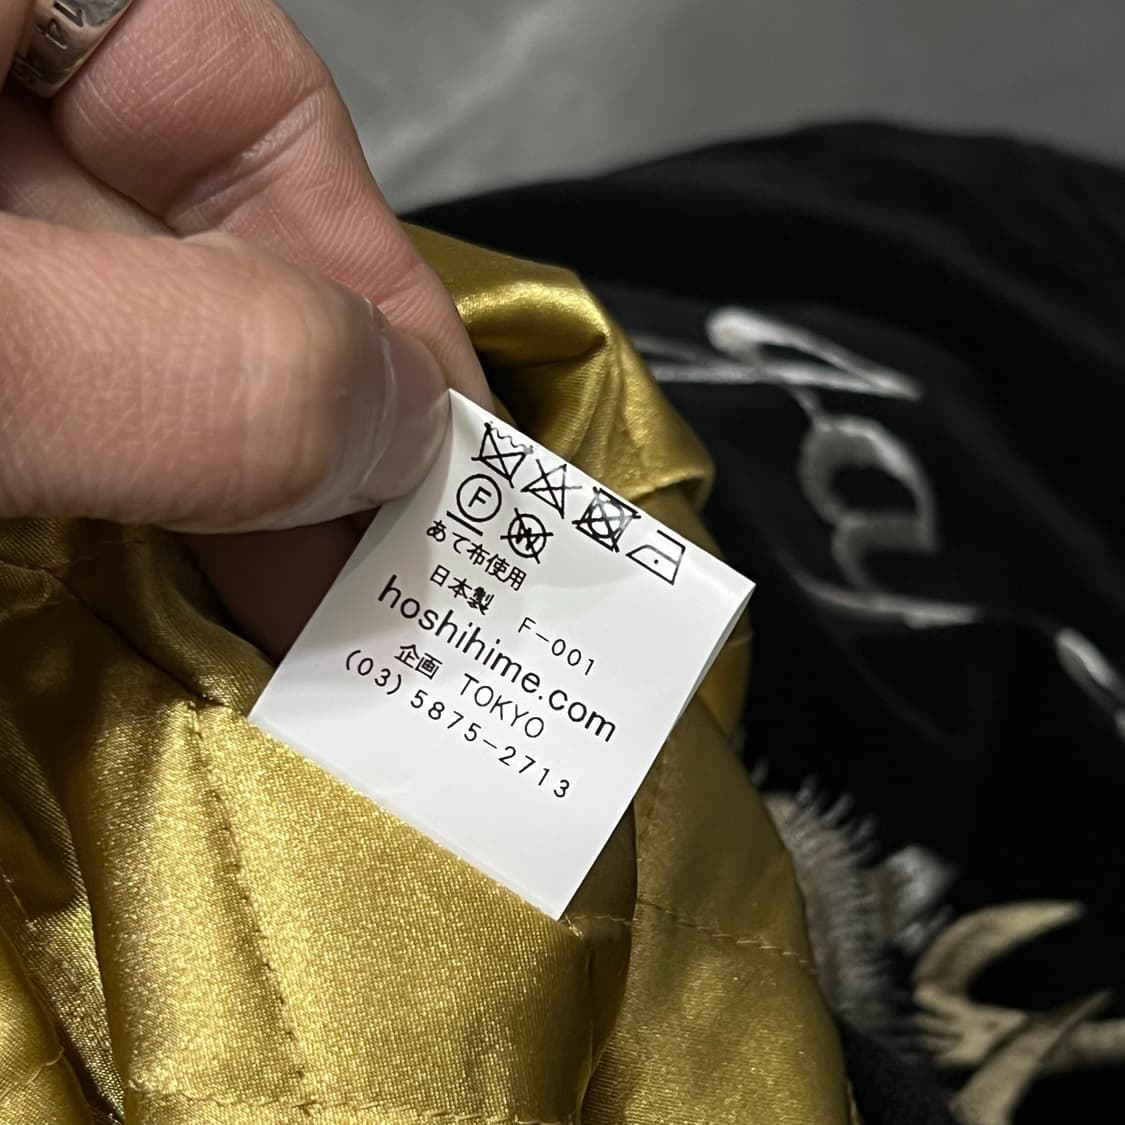 F
W
あて布使用
日本製 F-001
hoshihime.com
企画 TOKYO
(03)5875-2713